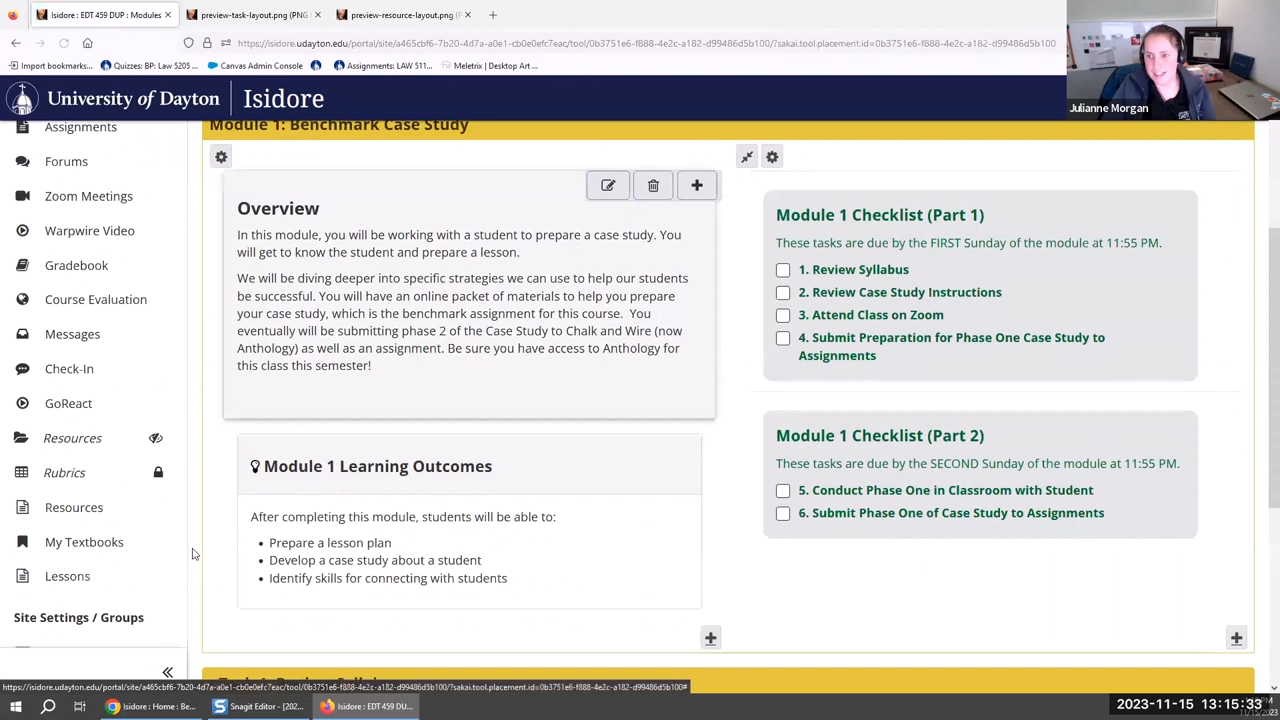 Isidore : EDT 459 DUP : Modules
preview-task-layout.png (PNG
preview-resource-layout.png (P
https://isidore.udayton.edu/portal/site/a465cbf6-7b20-4d7a-a0e1-cb0e0efc7eac/tool/0b3751e6-f888-4e2c-a182-d99486d5100b/?sakai.tool.placement.id=0b3751e6-f888-4e2c-a182-d99486d5100b
Import bookmarks...
Quizzes: BP: Law 5205 ...
Canvas Admin Console
Assignments: LAW 511...
Meletrix | Desktop Art ...
Julianne Morgan
University of Dayton
Isidore
Assignments
Forums
Zoom Meetings
Warpwire Video
Gradebook
Course Evaluation
Messages
Check-In
GoReact
Resources
Rubrics
Resources
My Textbooks
Lessons
Site Settings / Groups
Module 1: Benchmark Case Study
Overview
In this module, you will be working with a student to prepare a case study. You
will get to know the student and prepare a lesson.
We will be diving deeper into specific strategies we can use to help our students
be successful. You will have an online packet of materials to help you prepare
your case study, which is the benchmark assignment for this course. You
eventually will be submitting phase 2 of the Case Study to Chalk and Wire (now
Anthology) as well as an assignment. Be sure you have access to Anthology for
this class this semester!
Module 1 Learning Outcomes
After completing this module, students will be able to:
• Prepare a lesson plan
• Develop a case study about a student
• Identify skills for connecting with students
Module 1 Checklist (Part 1)
These tasks are due by the FIRST Sunday of the module at 11:55 PM.
1. Review Syllabus
2. Review Case Study Instructions
3. Attend Class on Zoom
4. Submit Preparation for Phase One Case Study to
Assignments
Module 1 Checklist (Part 2)
These tasks are due by the SECOND Sunday of the module at 11:55 PM.
5. Conduct Phase One in Classroom with Student
6. Submit Phase One of Case Study to Assignments
https://isidore.udayton.edu/portal/site/a465cbf6-7b20-4d7a-a0e1-cb0e0efc7eac/tool/0b3751e6-f888-4e2c-a182-d99486d5100b/?sakai.tool.placement.id=0b3751e6-f888-4e2c-a182-d99486d5100b#
Isidore : Home : Be...
Snagit Editor - [202...
Isidore : EDT 459 DU...
2023-11-15 13:15:33